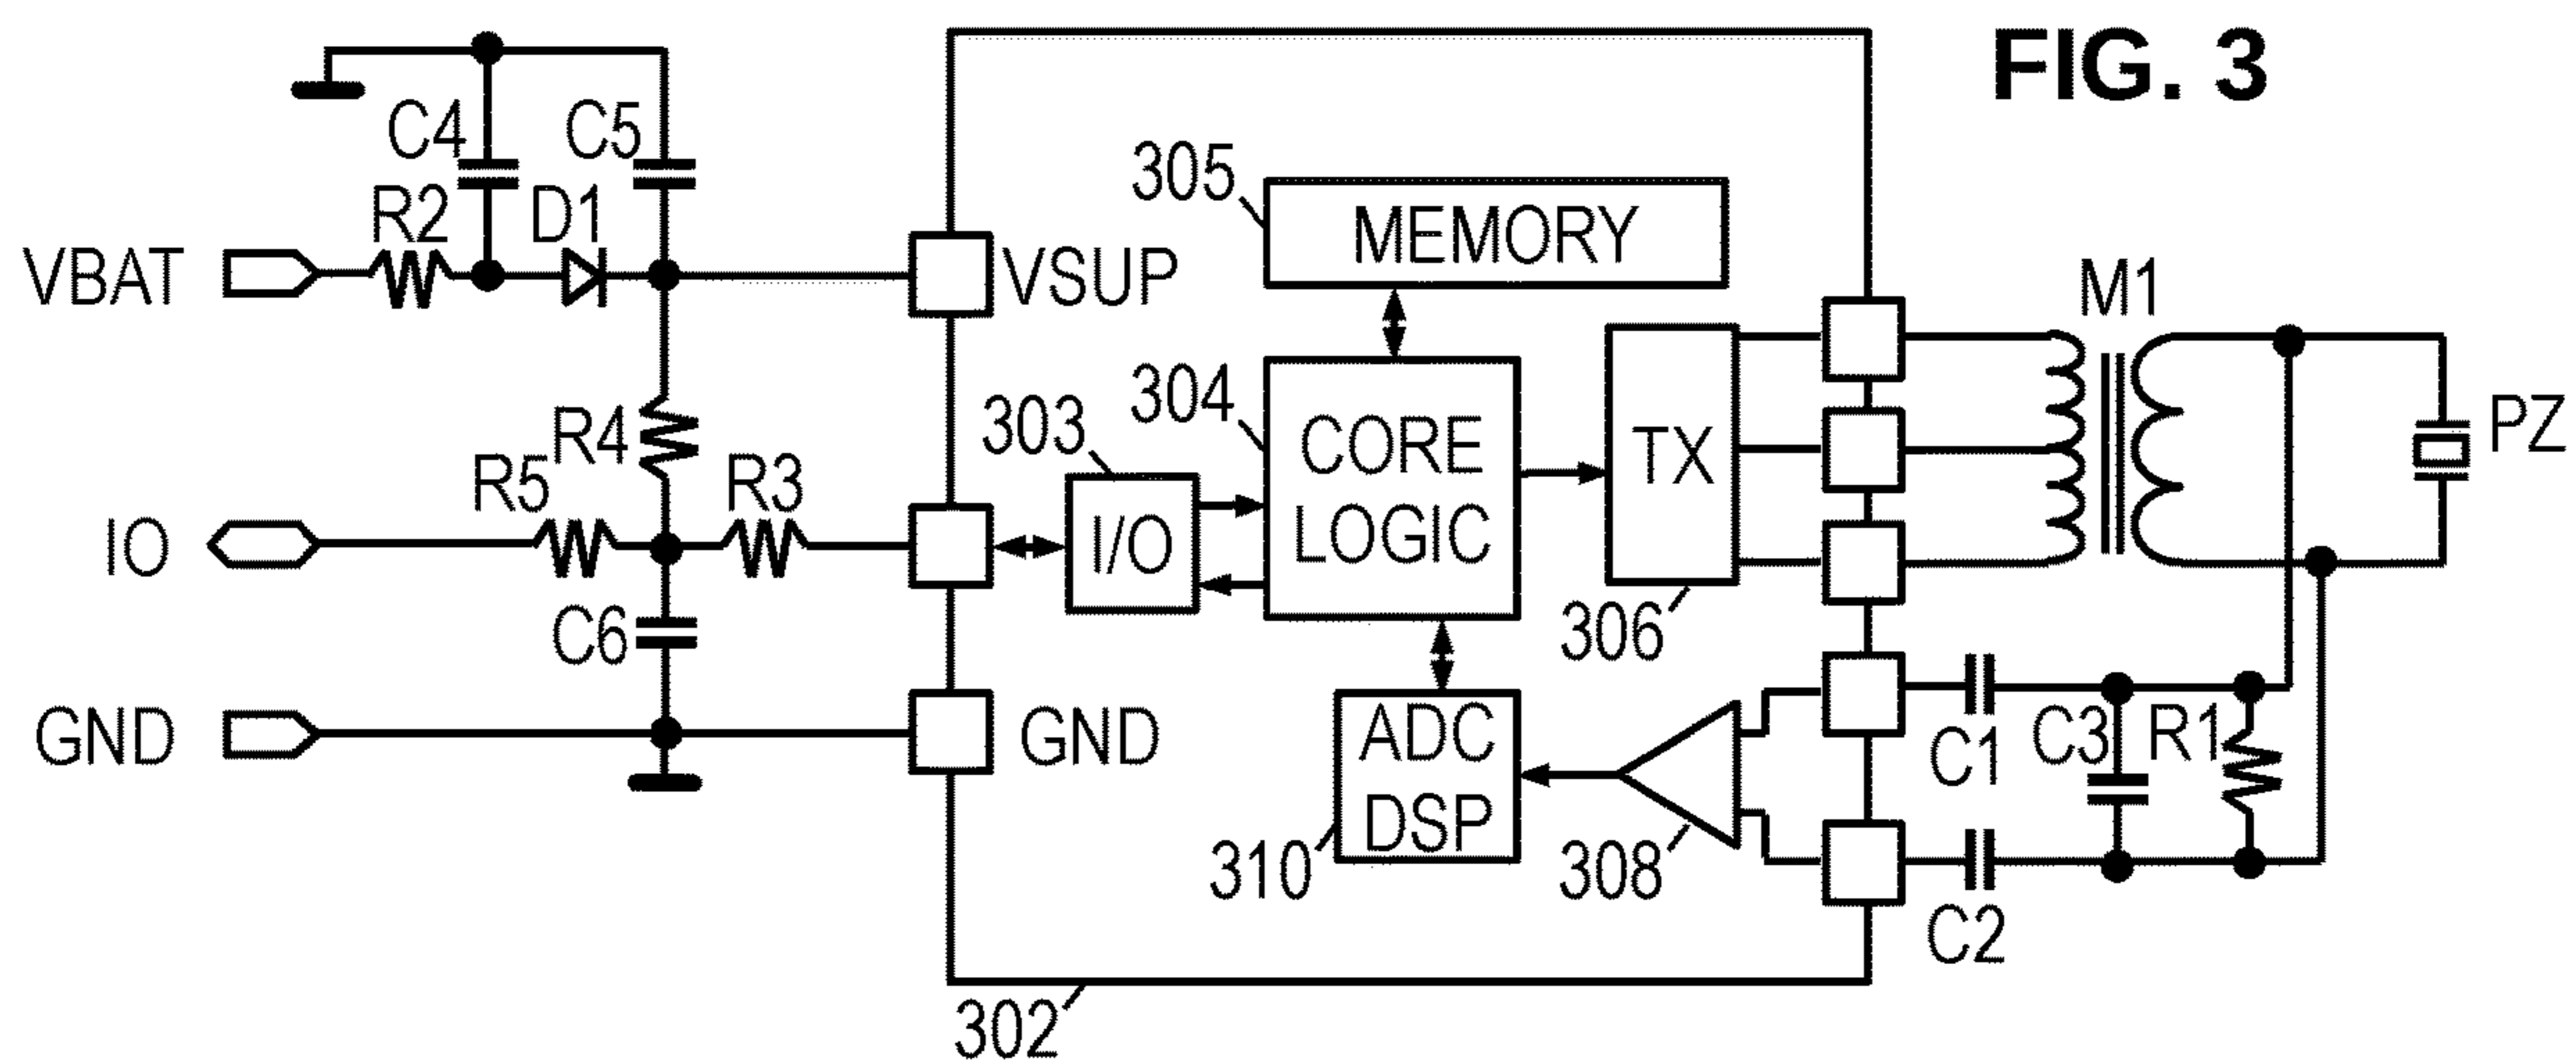 FIG. 3
C4
C5
R2
D1
VBAT
VSUP
305
MEMORY
M1
304
303
CORE
LOGIC
TX
PZ
R4
R5
R3
IO
I/O
C6
306
GND
GND
ADC
DSP
C1
C3
R1
310
308
C2
302